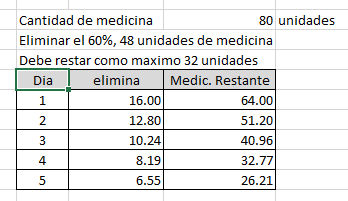 Cantidad de medicina 80 unidades
Eliminar el 60%, 48 unidades de medicina
Debe restar como maximo 32 unidades
Dia elimina Medic. Restante
1 16.00 64.00
2 12.80 51.20
3 10.24 40.96
4 8.19 32.77
5 6.55 26.21